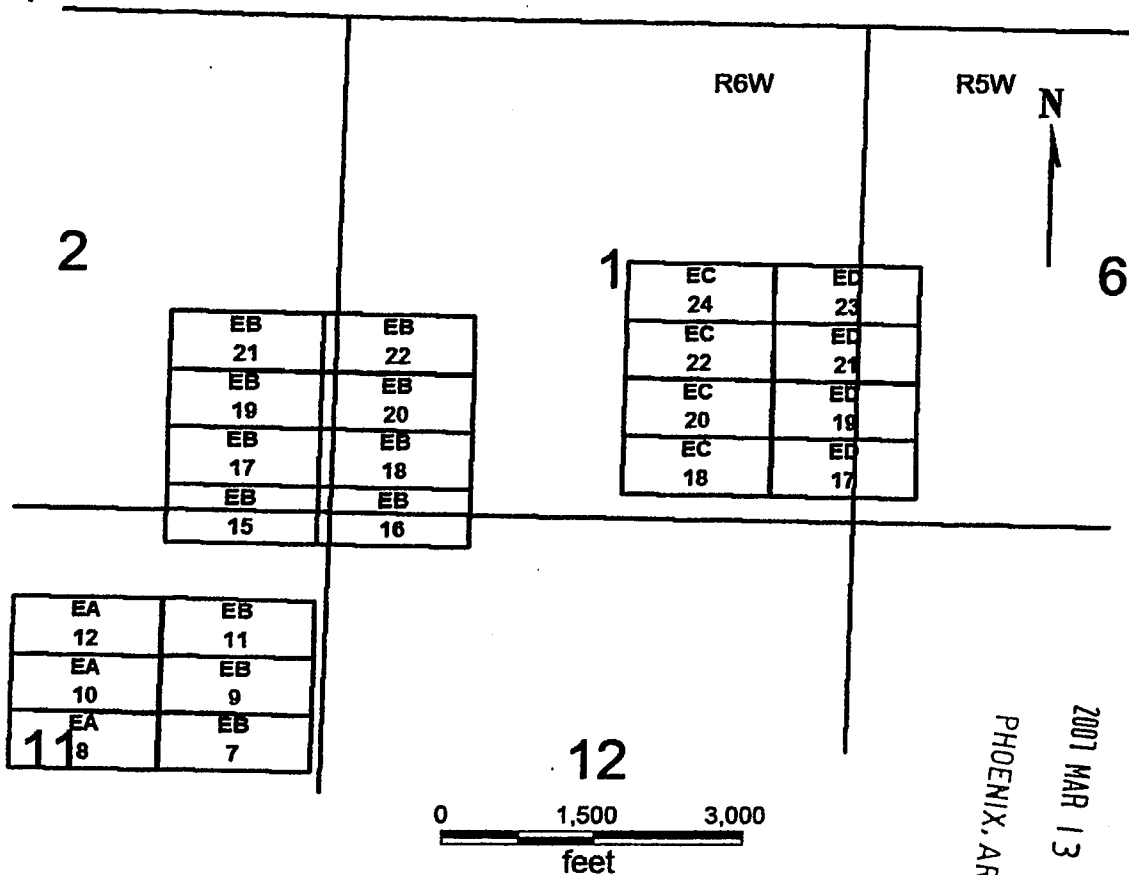 R6W R5W
N
2 1 6
EC ED
24 23
EB EB
21 22
EC ED
22 21
EB EB
19 20
EC ED
20 19
EB EB
17 18
EC ED
18 17
EB EB
15 16
EA EB
12 11
EA EB
10 9
EA EB
11 8 7
12
0 1,500 3,000
feet
2007 MAR 13
PHOENIX, AR